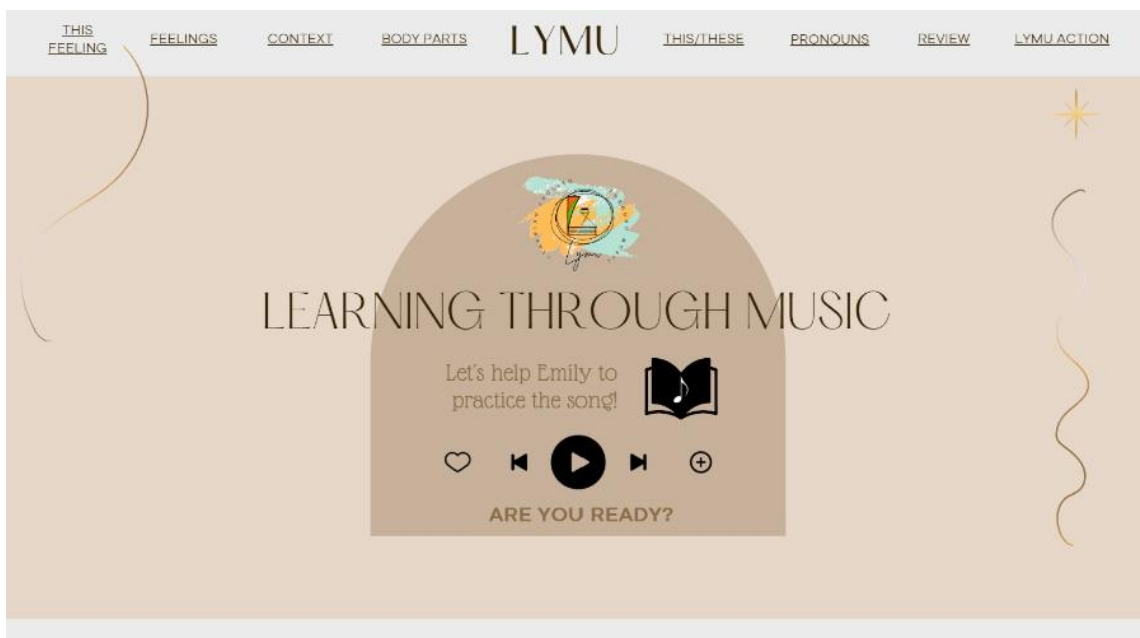 THIS
FEELING
FEELINGS
CONTEXT
BODY PARTS
LYMU
THIS/THESE
PRONOUNS
REVIEW
LYMU ACTION
Lymu
LEARNING THROUGH MUSIC
Let's help Emily to
practice the song!
ARE YOU READY?